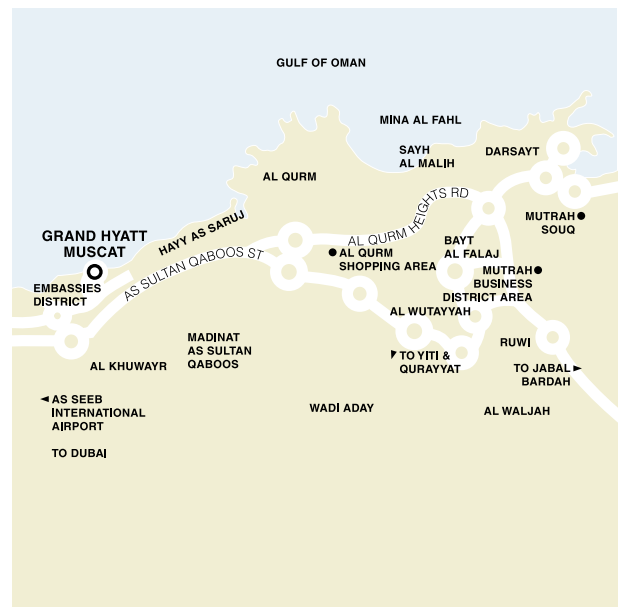 GULF OF OMAN
MINA AL FAHL
SAYH
AL MALIH
DARSAYT
AL QURM
AL QURM HEIGHTS RD
MUTRAH
SOUQ
HAYY AS SARUJ
GRAND HYATT
MUSCAT
AS SULTAN QABOOS ST
AL QURM
SHOPPING AREA
BAYT
AL FALAJ
MUTRAH
BUSINESS
DISTRICT AREA
EMBASSIES
DISTRICT
AL WUTAYYAH
MADINAT
AS SULTAN
QABOOS
RUWI
AL KHUWAYR
TO YITI &
QURAYYAT
TO JABAL
BARDAH
AS SEEB
INTERNATIONAL
AIRPORT
WADI ADAY
AL WALJAH
TO DUBAI